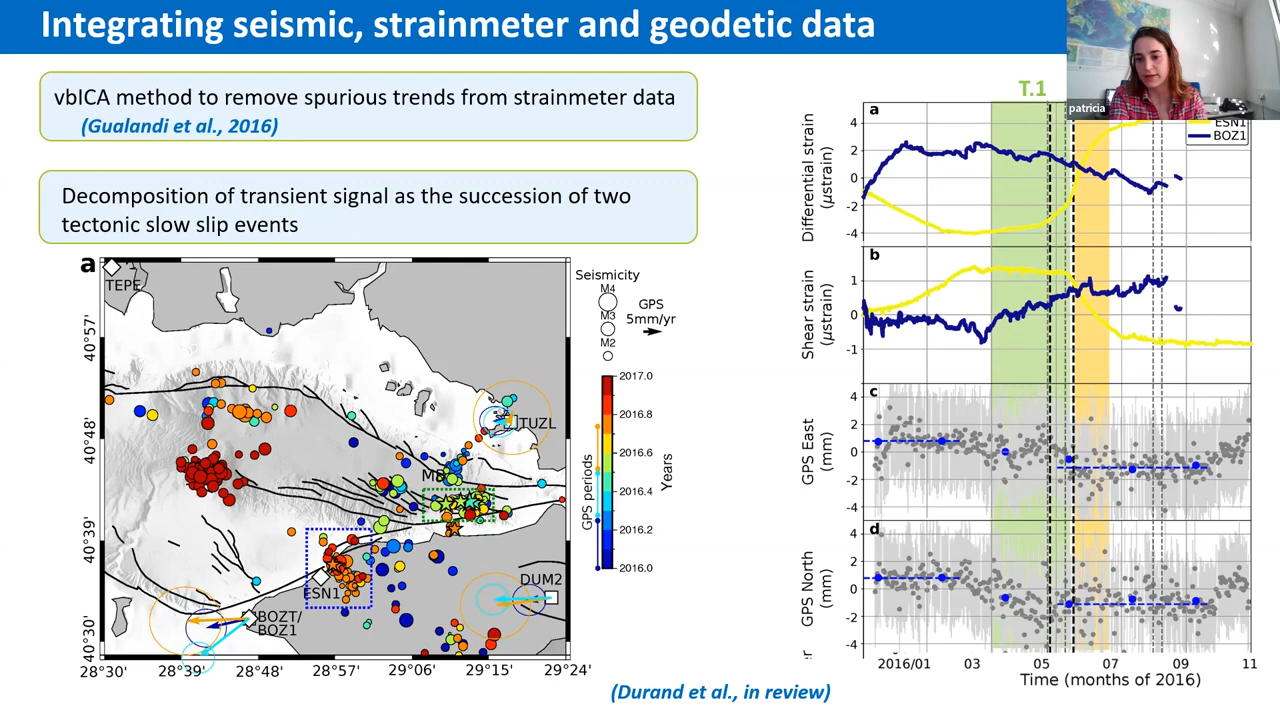 Integrating seismic, strainmeter and geodetic data
patricia
vbICA method to remove spurious trends from strainmeter data
(Gualandi et al., 2016)
Decomposition of transient signal as the succession of two
tectonic slow slip events
a
TEPE
TUZL
DUM2
ESN1
BOZT/
BOZ1
40°57'
40°48'
40°39'
40°30'
28°30'
28°39'
28°48'
28°57'
29°06'
29°15'
29°24'
Seismicity
M4
M3
M2
GPS
5mm/yr
2017.0
2016.8
2016.6
2016.4
2016.2
2016.0
Years
GPS periods
(Durand et al., in review)
T.1
ESN1
BOZ1
a
Differential strain
(μstrain)
4
2
0
-2
-4
b
Shear strain
(μstrain)
1
0
-1
c
GPS East
(mm)
4
2
0
-2
-4
d
GPS North
(mm)
4
2
0
-2
-4
2016/01
03
05
07
09
11
Time (months of 2016)